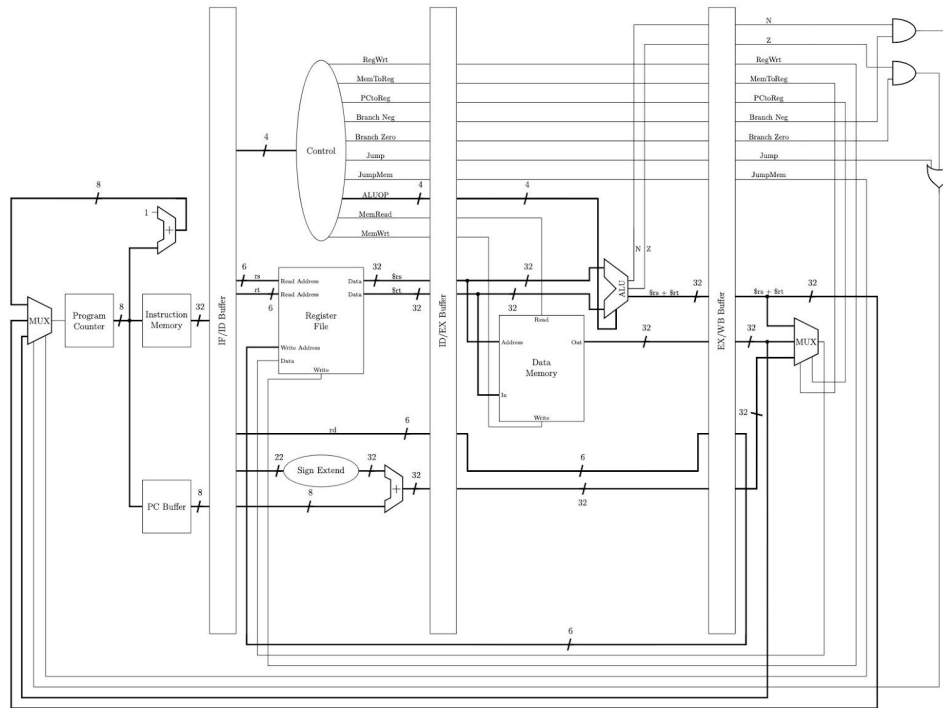 N
Z
RegWrt
RegWrt
MemToReg
MemToReg
PCtoReg
PCtoReg
Branch Neg
Branch Neg
4
Control
Branch Zero
Branch Zero
Jump
Jump
JumpMem
JumpMem
8
ALUOP
4
4
1
+
MemRead
MemWrt
N
Z
6
rs
32
$rs
32
Read Address
Data
rt
Read Address
Data
$rt
6
32
32
ALU
$rs + $rt
32
$rs + $rt
32
MUX
Program
Counter
8
Instruction
Memory
32
IF/ID Buffer
Register
File
ID/EX Buffer
32
Read
EX/WB Buffer
Write Address
Data
Write
Address
Out
32
32
MUX
Data
Memory
In
Write
32
rd
6
22
Sign Extend
32
32
6
+
PC Buffer
8
8
32
6